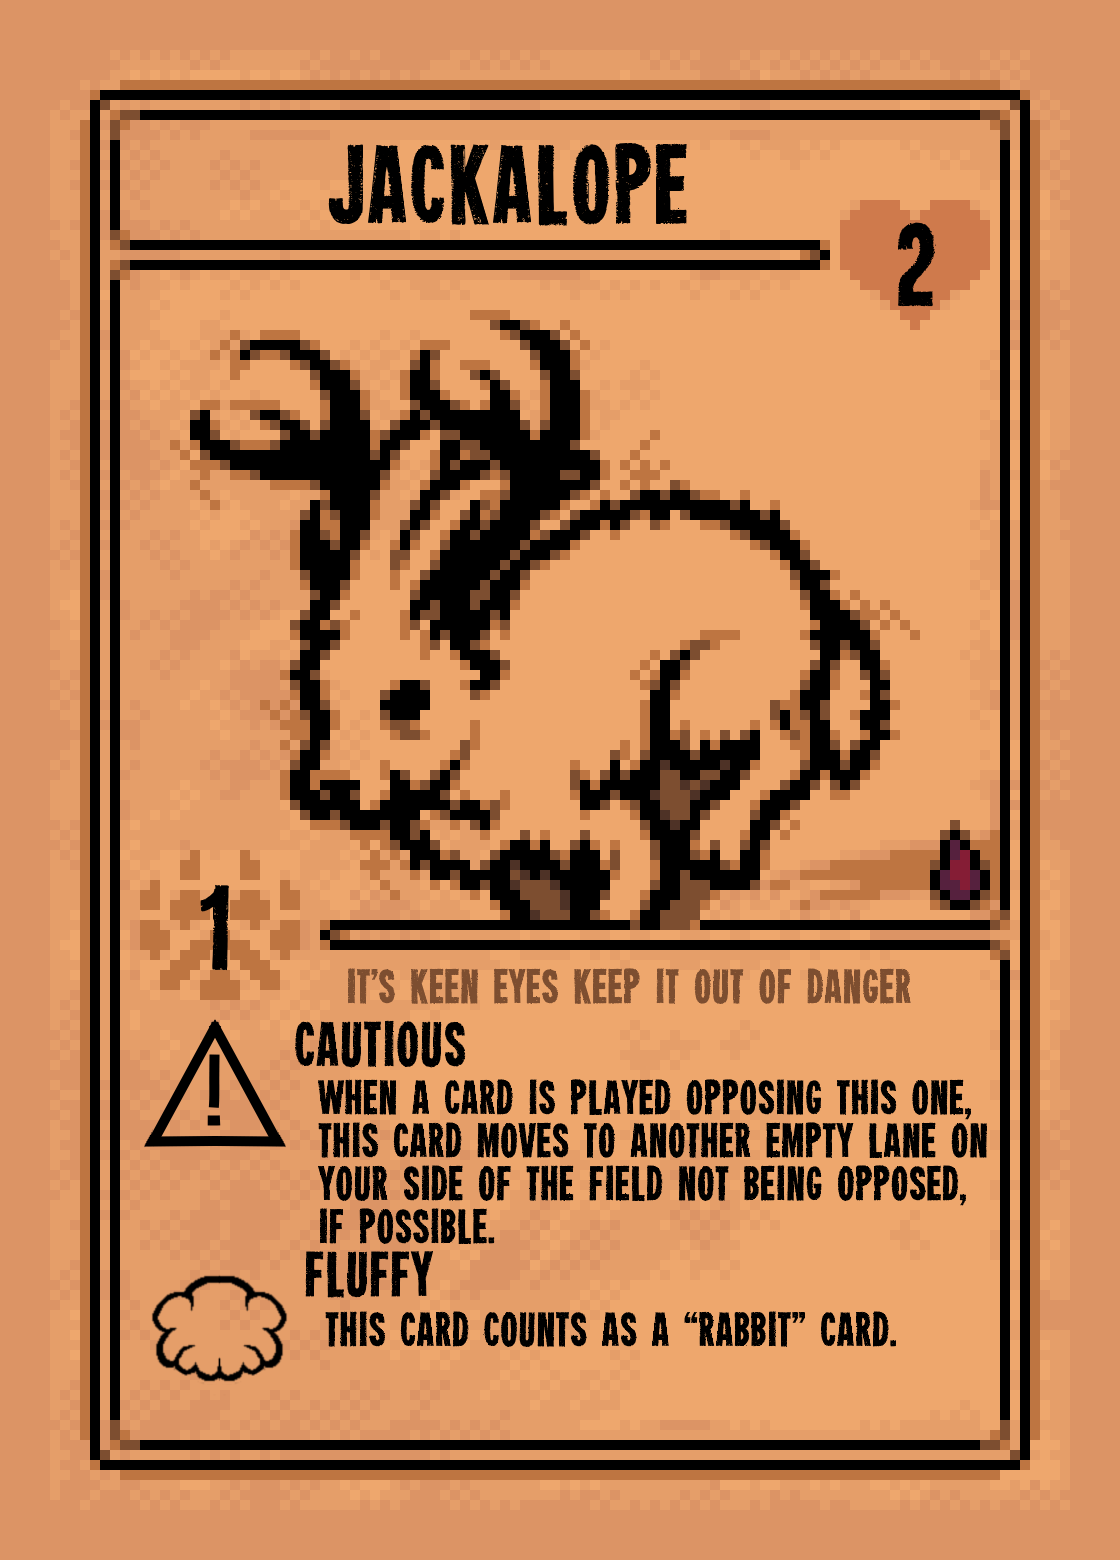 JACKALOPE
2
1
IT'S KEEN EYES KEEP IT OUT OF DANGER
CAUTIOUS
WHEN A CARD IS PLAYED OPPOSING THIS ONE,
THIS CARD MOVES TO ANOTHER EMPTY LANE ON
YOUR SIDE OF THE FIELD NOT BEING OPPOSED,
IF POSSIBLE.
FLUFFY
THIS CARD COUNTS AS A “RABBIT” CARD.